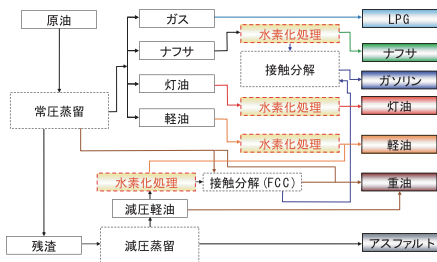 原油
ガス
LPG
ナフサ
水素化処理
ナフサ
接触分解
ガソリン
灯油
水素化処理
灯油
常圧蒸留
軽油
水素化処理
軽油
水素化処理
接触分解(FCC)
重油
減圧軽油
残渣
減圧蒸留
アスファルト